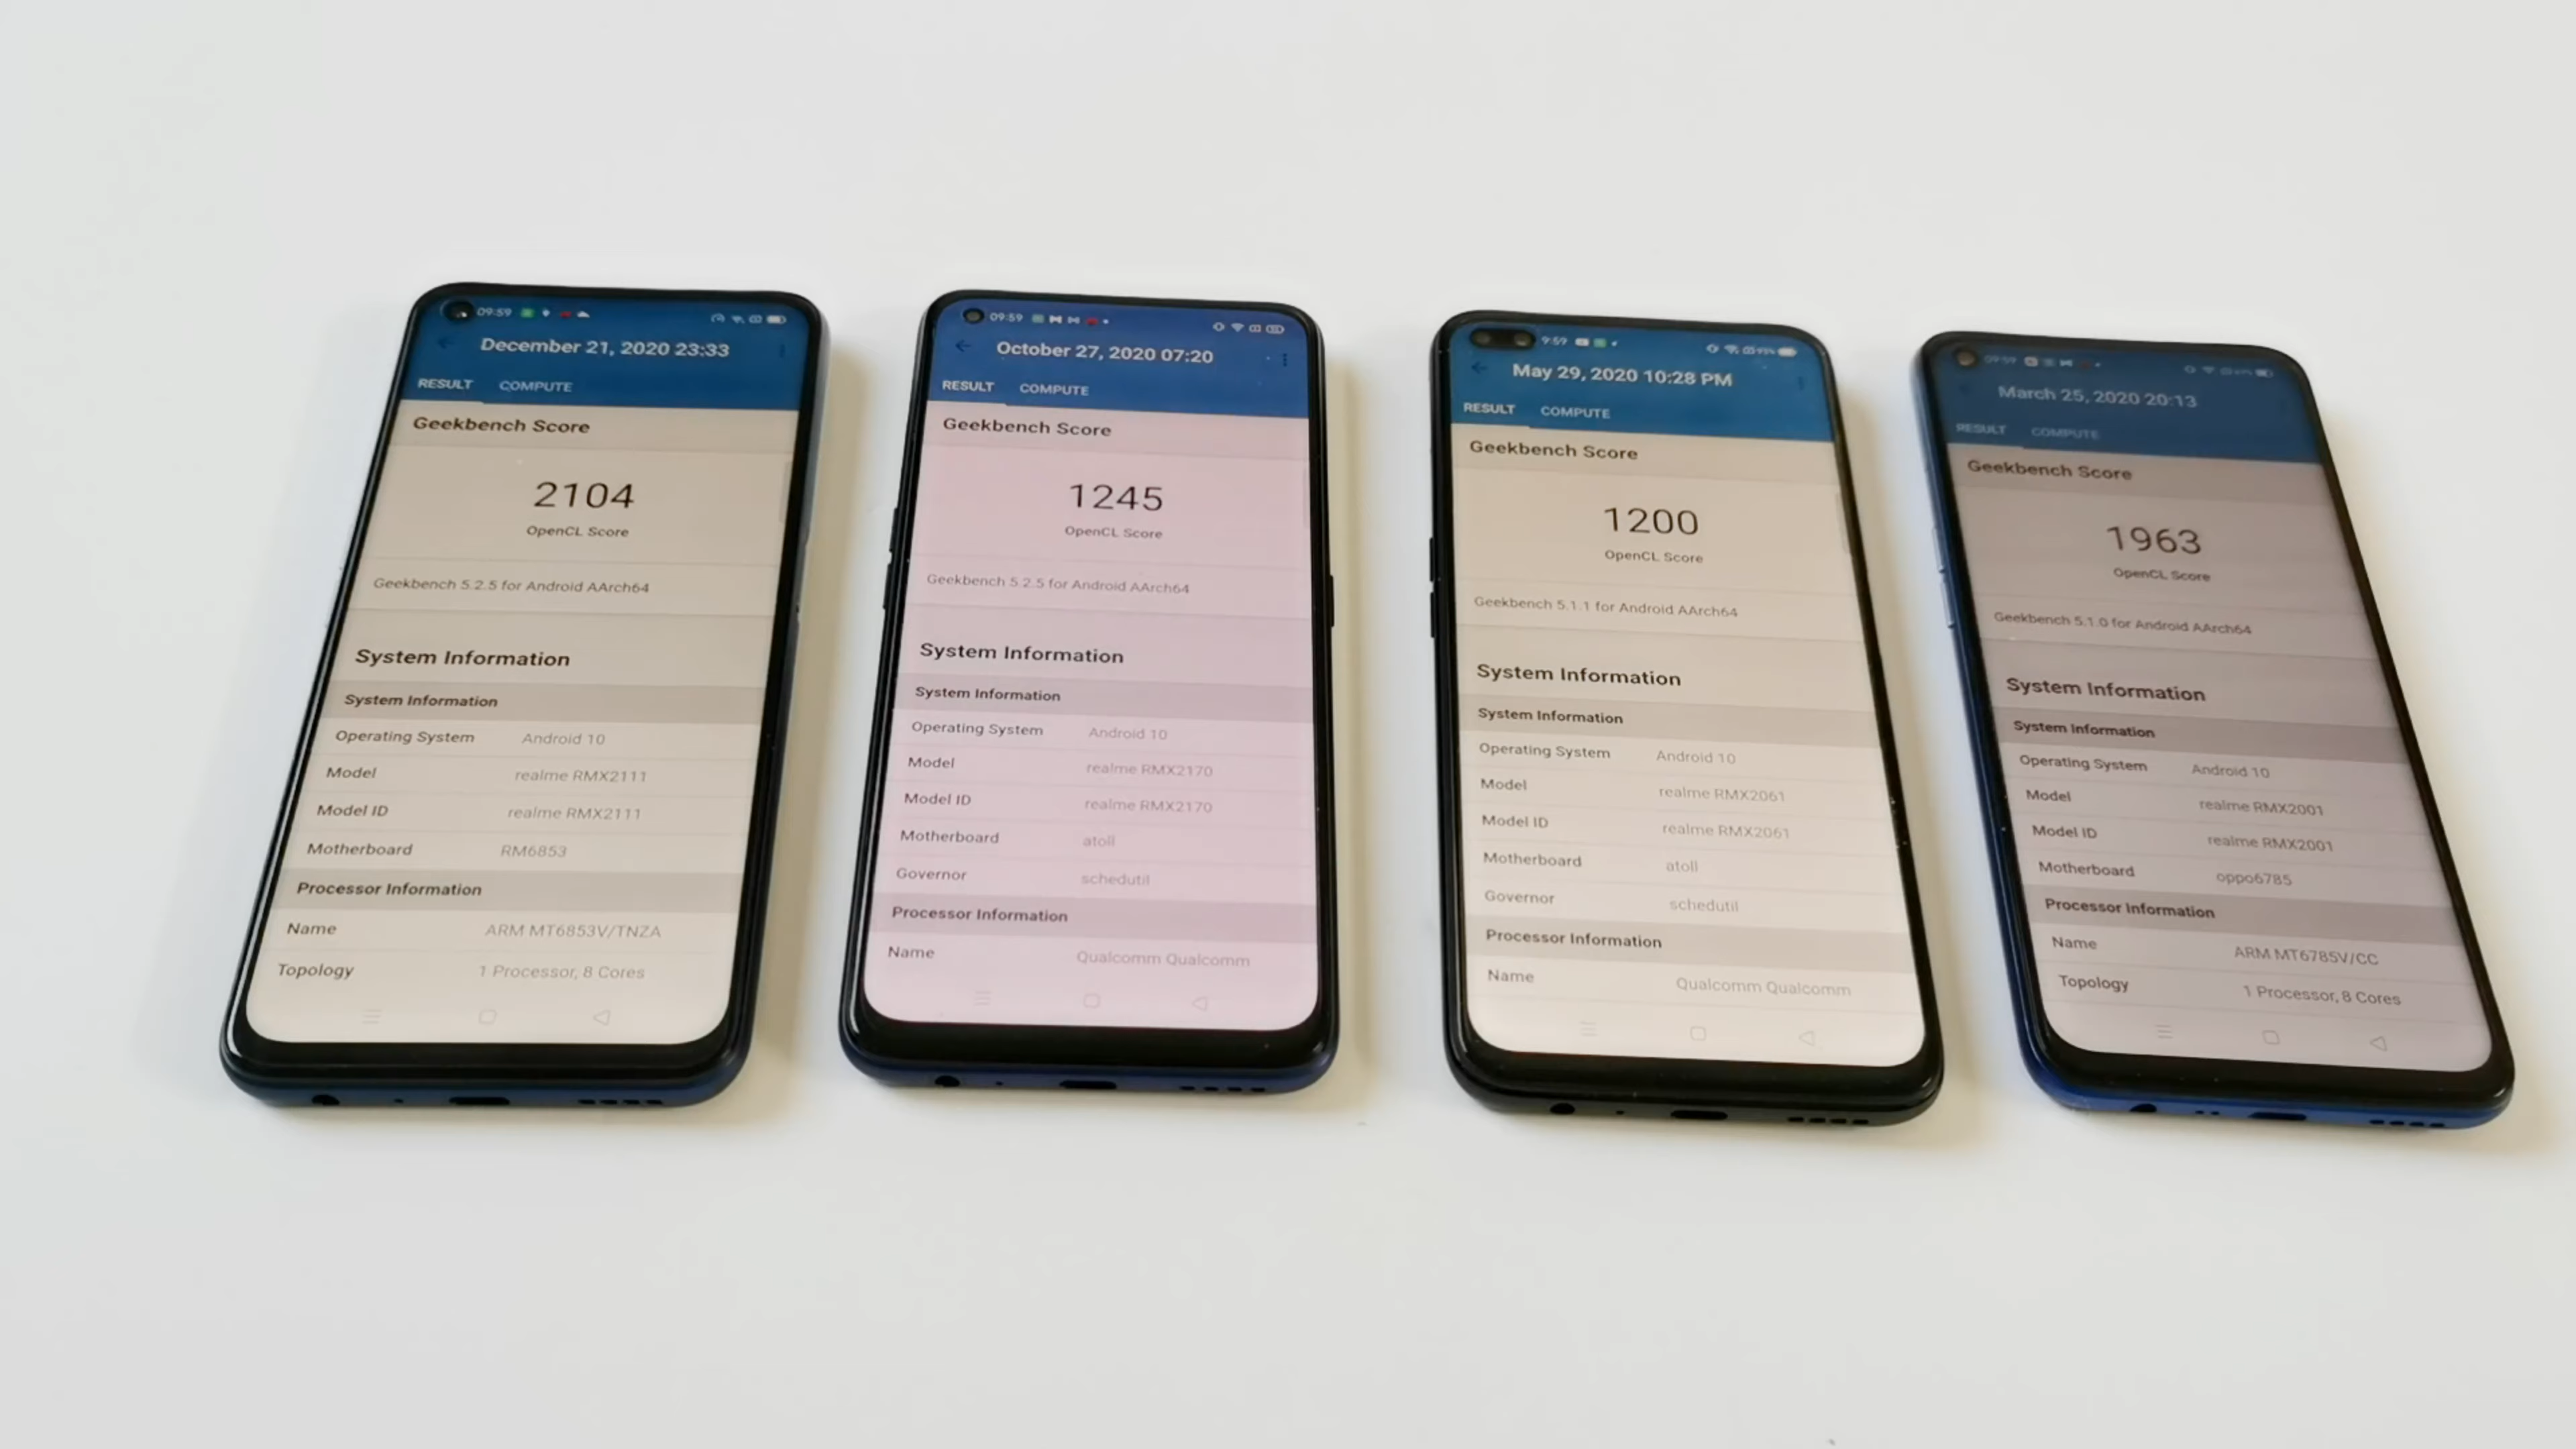 09:59
December 21, 2020 23:33
RESULT COMPUTE
Geekbench Score
2104
OpenCL Score
Geekbench 5.2.5 for Android AArch64
System Information
System Information
Operating System Android 10
Model realme RMX2111
Model ID realme RMX2111
Motherboard RM6853
Processor Information
Name ARM MT6853V/TNZA
Topology 1 Processor, 8 Cores
09:59
October 27, 2020 07:20
RESULT COMPUTE
Geekbench Score
1245
OpenCL Score
Geekbench 5.2.5 for Android AArch64
System Information
System Information
Operating System Android 10
Model realme RMX2170
Model ID realme RMX2170
Motherboard atoll
Governor schedutil
Processor Information
Name Qualcomm Qualcomm
9:59
May 29, 2020 10:28 PM
RESULT COMPUTE
Geekbench Score
1200
OpenCL Score
Geekbench 5.1.1 for Android AArch64
System Information
System Information
Operating System Android 10
Model realme RMX2061
Model ID realme RMX2061
Motherboard atoll
Governor schedutil
Processor Information
Name Qualcomm Qualcomm
09:59
March 25, 2020 20:13
RESULT COMPUTE
Geekbench Score
1963
OpenCL Score
Geekbench 5.1.0 for Android AArch64
System Information
System Information
Operating System Android 10
Model realme RMX2001
Model ID realme RMX2001
Motherboard oppo6785
Processor Information
Name ARM MT6785V/CC
Topology 1 Processor, 8 Cores